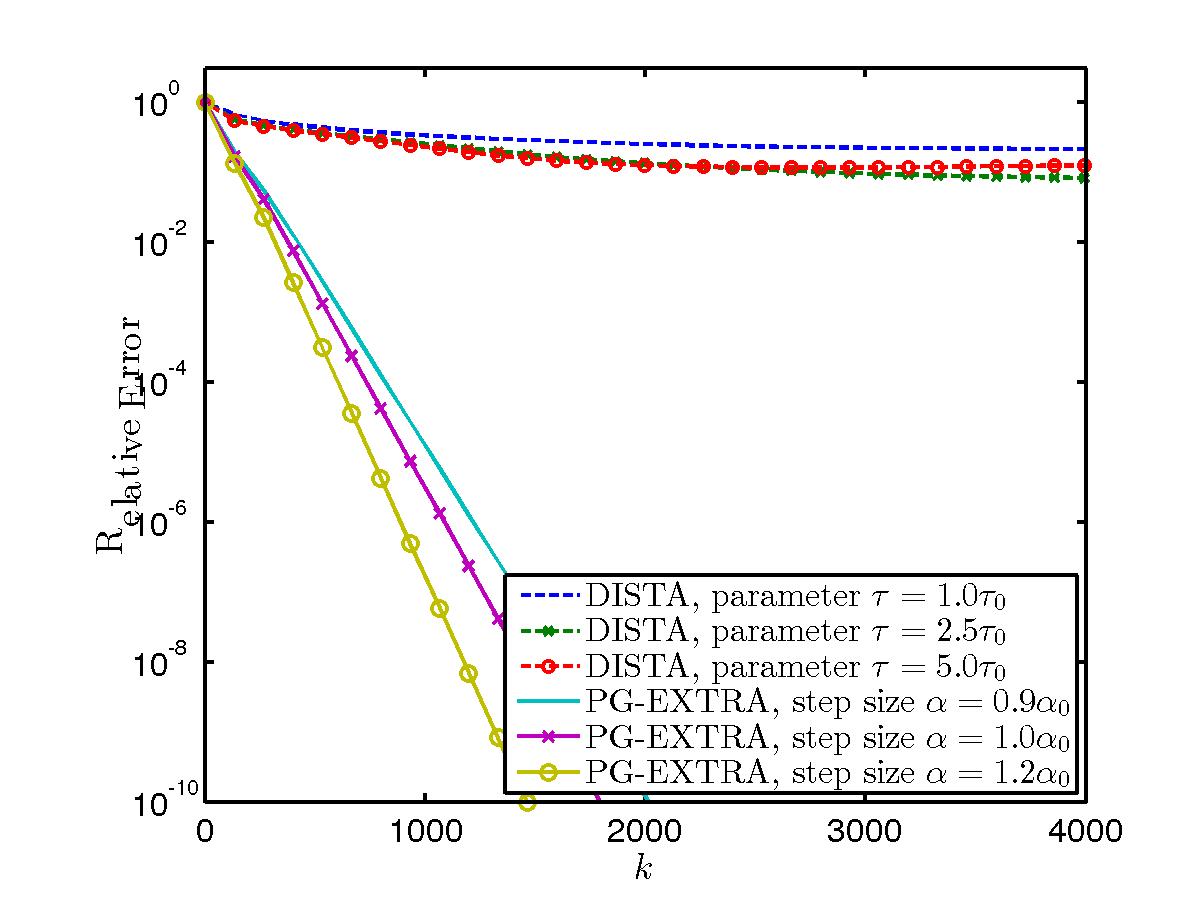 10^0
10^-2
10^-4
10^-6
10^-8
10^-10
Relative Error
0 1000 2000 3000 4000
k
DISTA, parameter τ = 1.0τ₀
DISTA, parameter τ = 2.5τ₀
DISTA, parameter τ = 5.0τ₀
PG-EXTRA, step size α = 0.9α₀
PG-EXTRA, step size α = 1.0α₀
PG-EXTRA, step size α = 1.2α₀